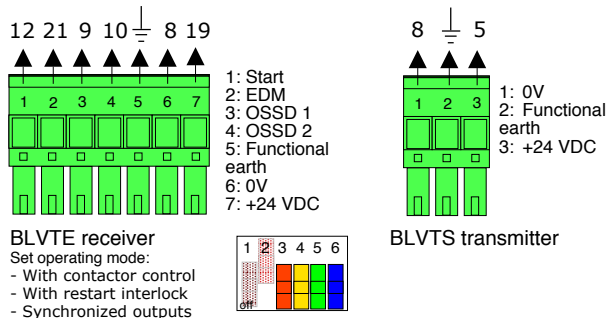 12 21 9 10 8 19
1 2 3 4 5 6 7
1: Start
2: EDM
3: OSSD 1
4: OSSD 2
5: Functional
earth
6: 0V
7: +24 VDC
BLVTE receiver
Set operating mode:
- With contactor control
- With restart interlock
- Synchronized outputs
1 2 3 4 5 6
off
8 5
1 2 3
1: 0V
2: Functional
earth
3: +24 VDC
BLVTS transmitter